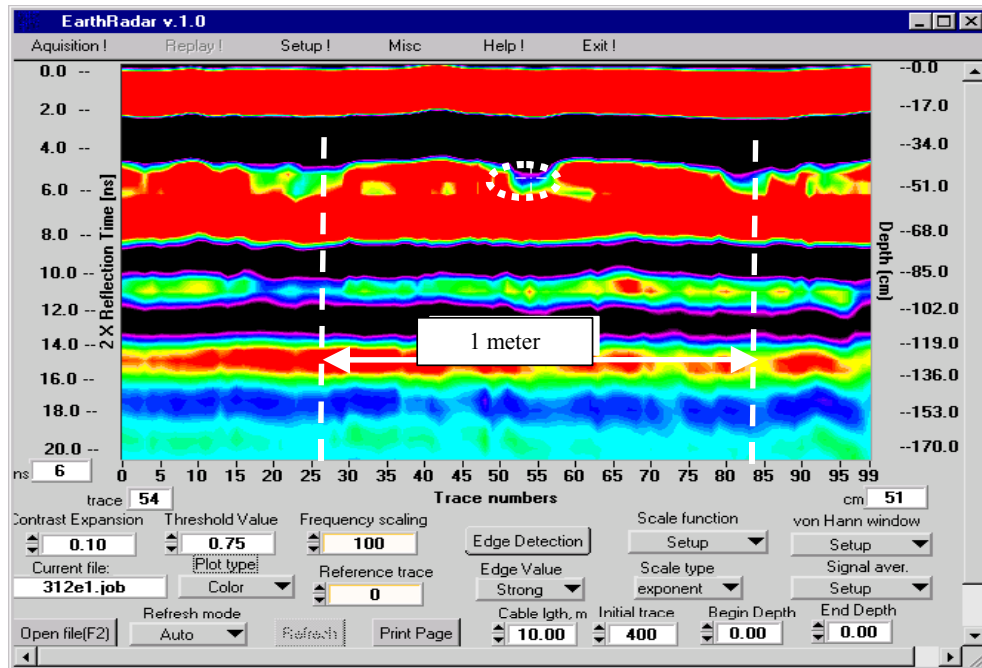 EarthRadar v.1.0
Aquisition ! Replay ! Setup ! Misc Help ! Exit !
0.0 -- --0.0
2.0 -- --17.0
4.0 -- --34.0
6.0 -- --51.0
8.0 -- --68.0
10.0 -- --85.0
12.0 -- --102.0
14.0 -- --119.0
16.0 -- --136.0
18.0 -- --153.0
20.0 -- --170.0
2 X Reflection Time [ns]
Depth [cm]
1 meter
ns 6
0 5 10 15 20 25 30 35 40 45 50 55 60 65 70 75 80 85 90 95 99
trace 54 Trace numbers cm 51
Contrast Expansion Threshold Value Frequency scaling Scale function von Hann window
0.10 0.75 100 Edge Detection Setup Setup
Current file: Plot type Reference trace Edge Value Scale type Signal aver.
312e1.job Color 0 Strong exponent Setup
Refresh mode Cable lgth, m Initial trace Begin Depth End Depth
Open file(F2) Auto Refresh Print Page 10.00 400 0.00 0.00